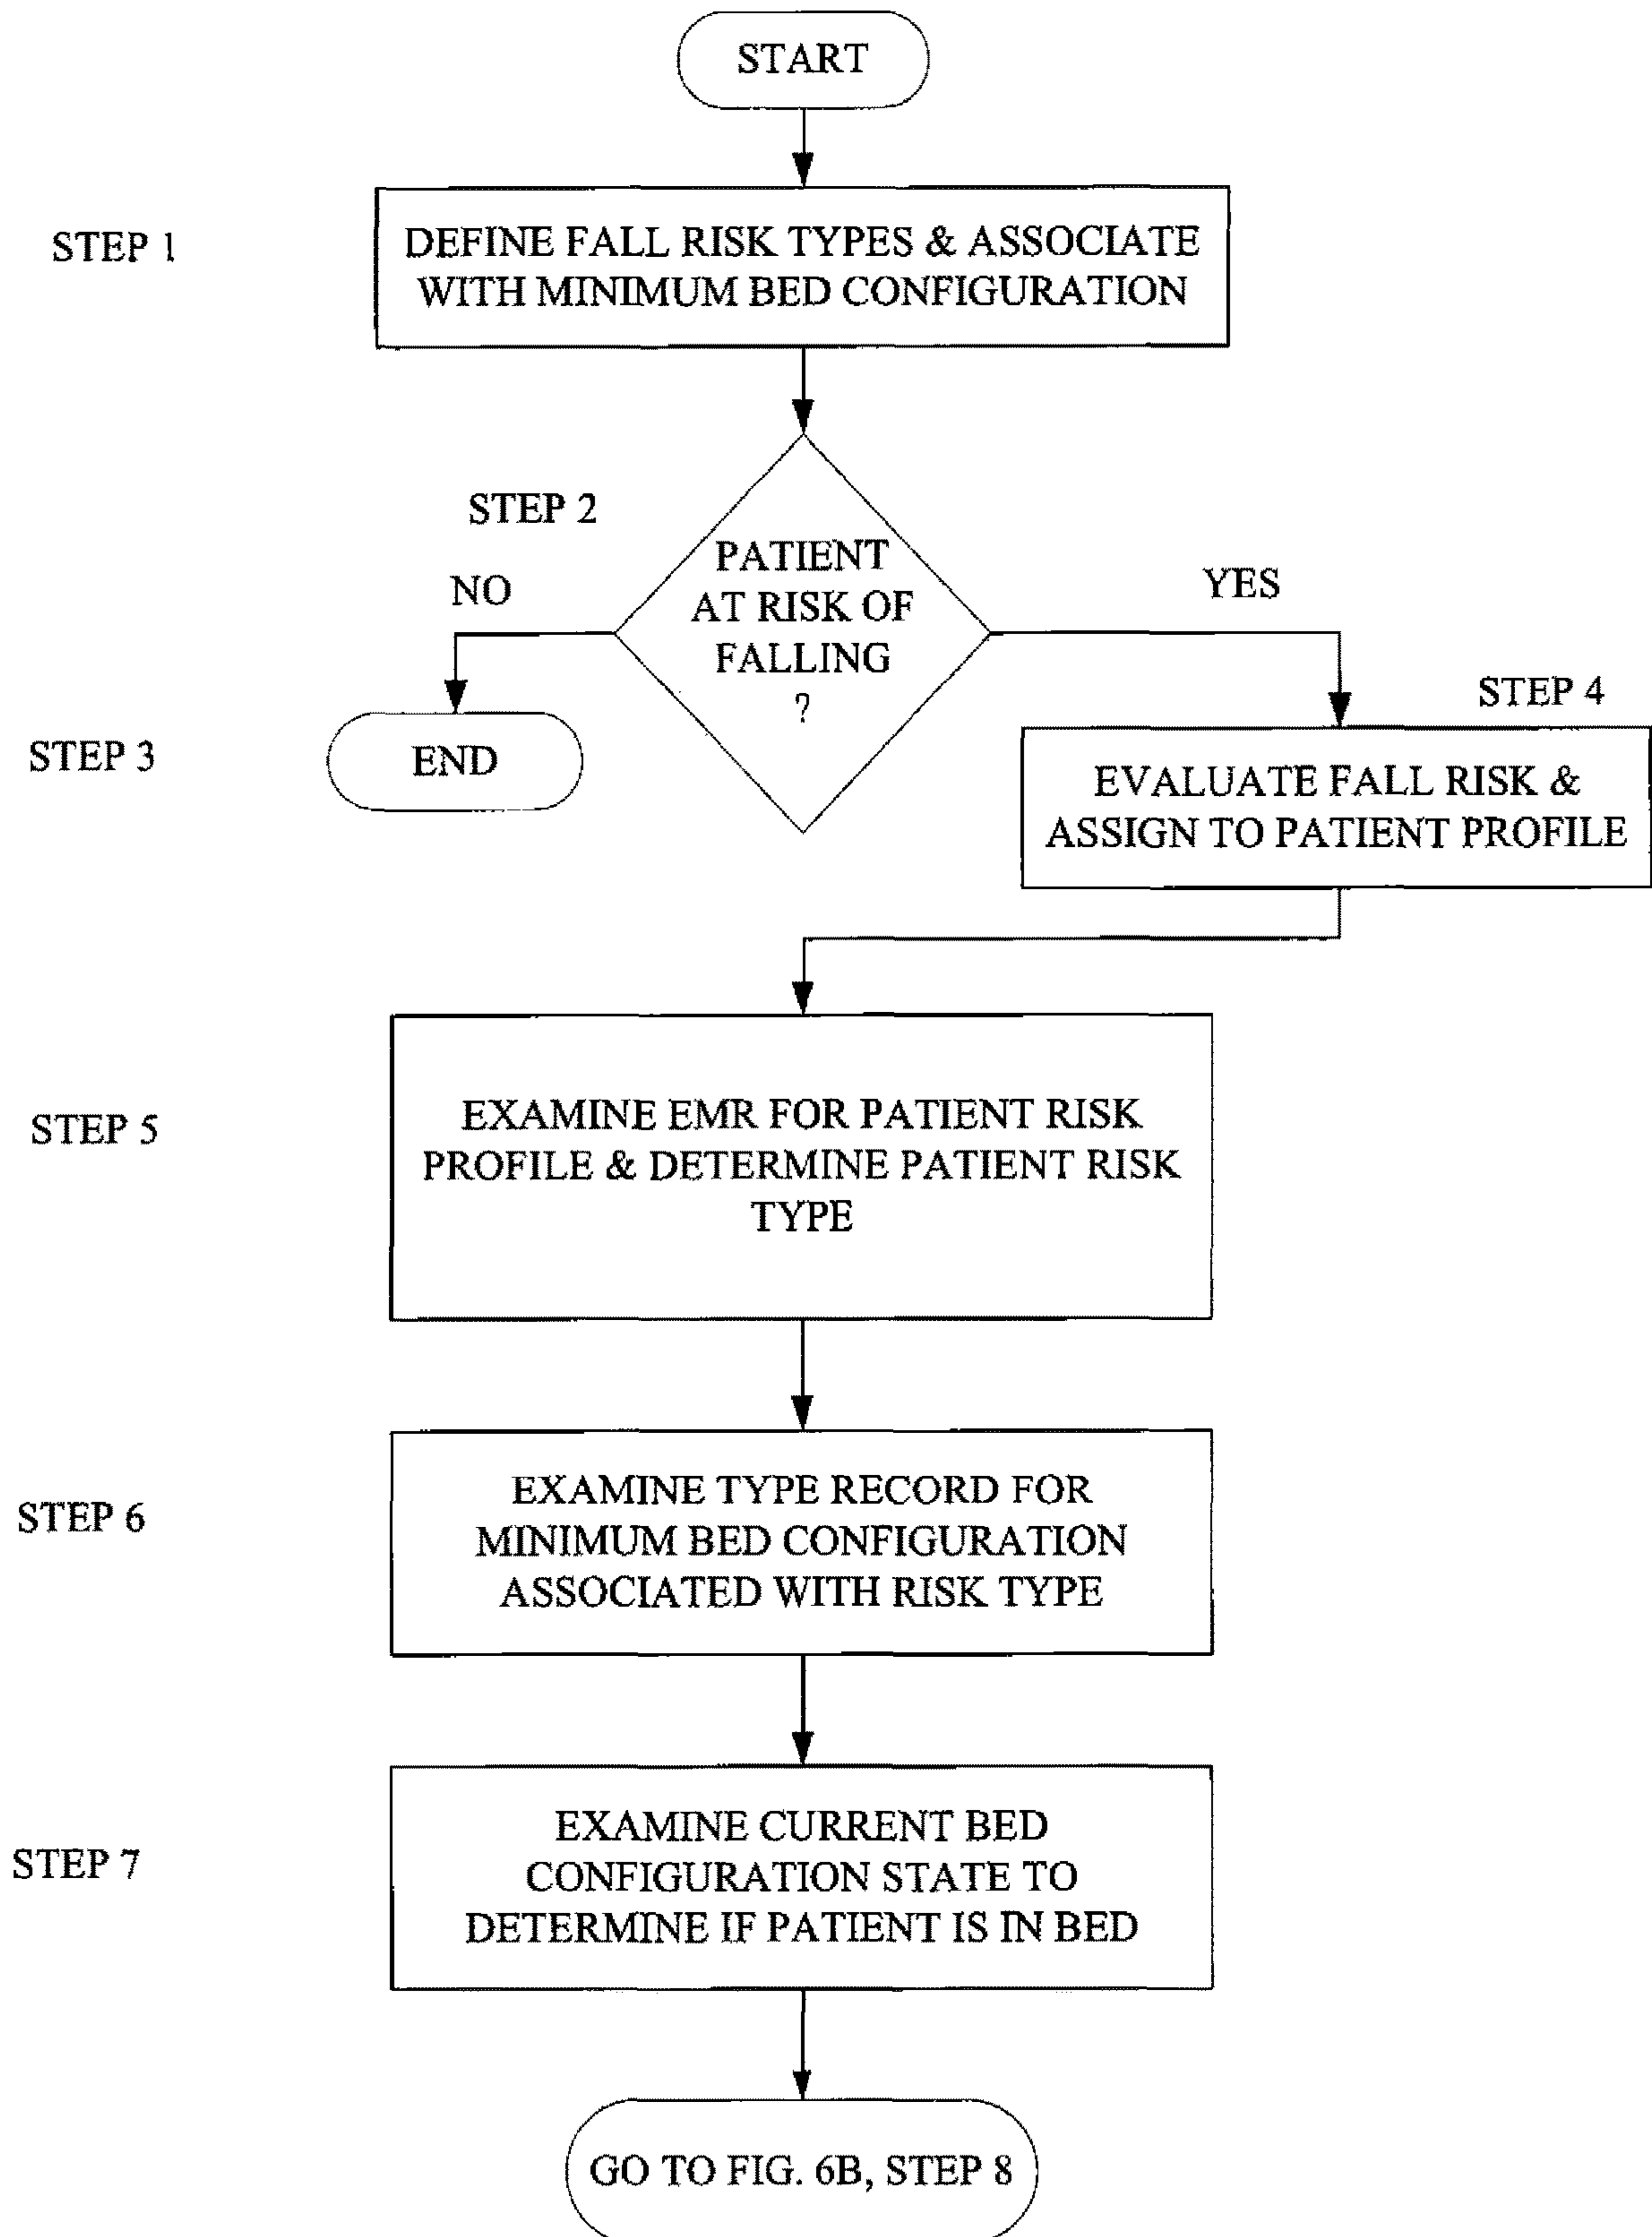 START
STEP 1
DEFINE FALL RISK TYPES & ASSOCIATE
WITH MINIMUM BED CONFIGURATION
STEP 2
PATIENT
AT RISK OF
FALLING
?
NO
YES
STEP 3
END
STEP 4
EVALUATE FALL RISK &
ASSIGN TO PATIENT PROFILE
STEP 5
EXAMINE EMR FOR PATIENT RISK
PROFILE & DETERMINE PATIENT RISK
TYPE
STEP 6
EXAMINE TYPE RECORD FOR
MINIMUM BED CONFIGURATION
ASSOCIATED WITH RISK TYPE
STEP 7
EXAMINE CURRENT BED
CONFIGURATION STATE TO
DETERMINE IF PATIENT IS IN BED
GO TO FIG. 6B, STEP 8